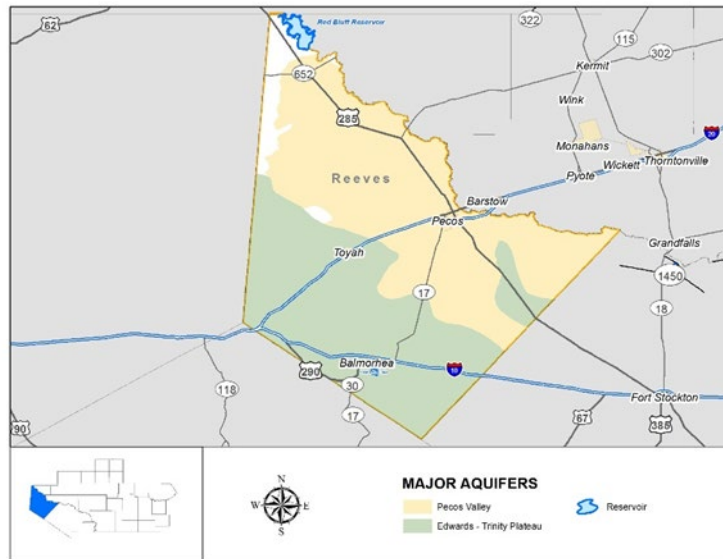 Red Bluff Reservoir
62
322
115
302
652
Kermit
Wink
285
20
Monahans
Thorntonville
Wickett
Pyote
Reeves
Barstow
Pecos
Grandfalls
Toyah
1450
17
18
Balmorhea
10
290
118
30
Fort Stockton
17
67
90
385
N
W E
S
MAJOR AQUIFERS
Pecos Valley
Edwards - Trinity Plateau
Reservoir